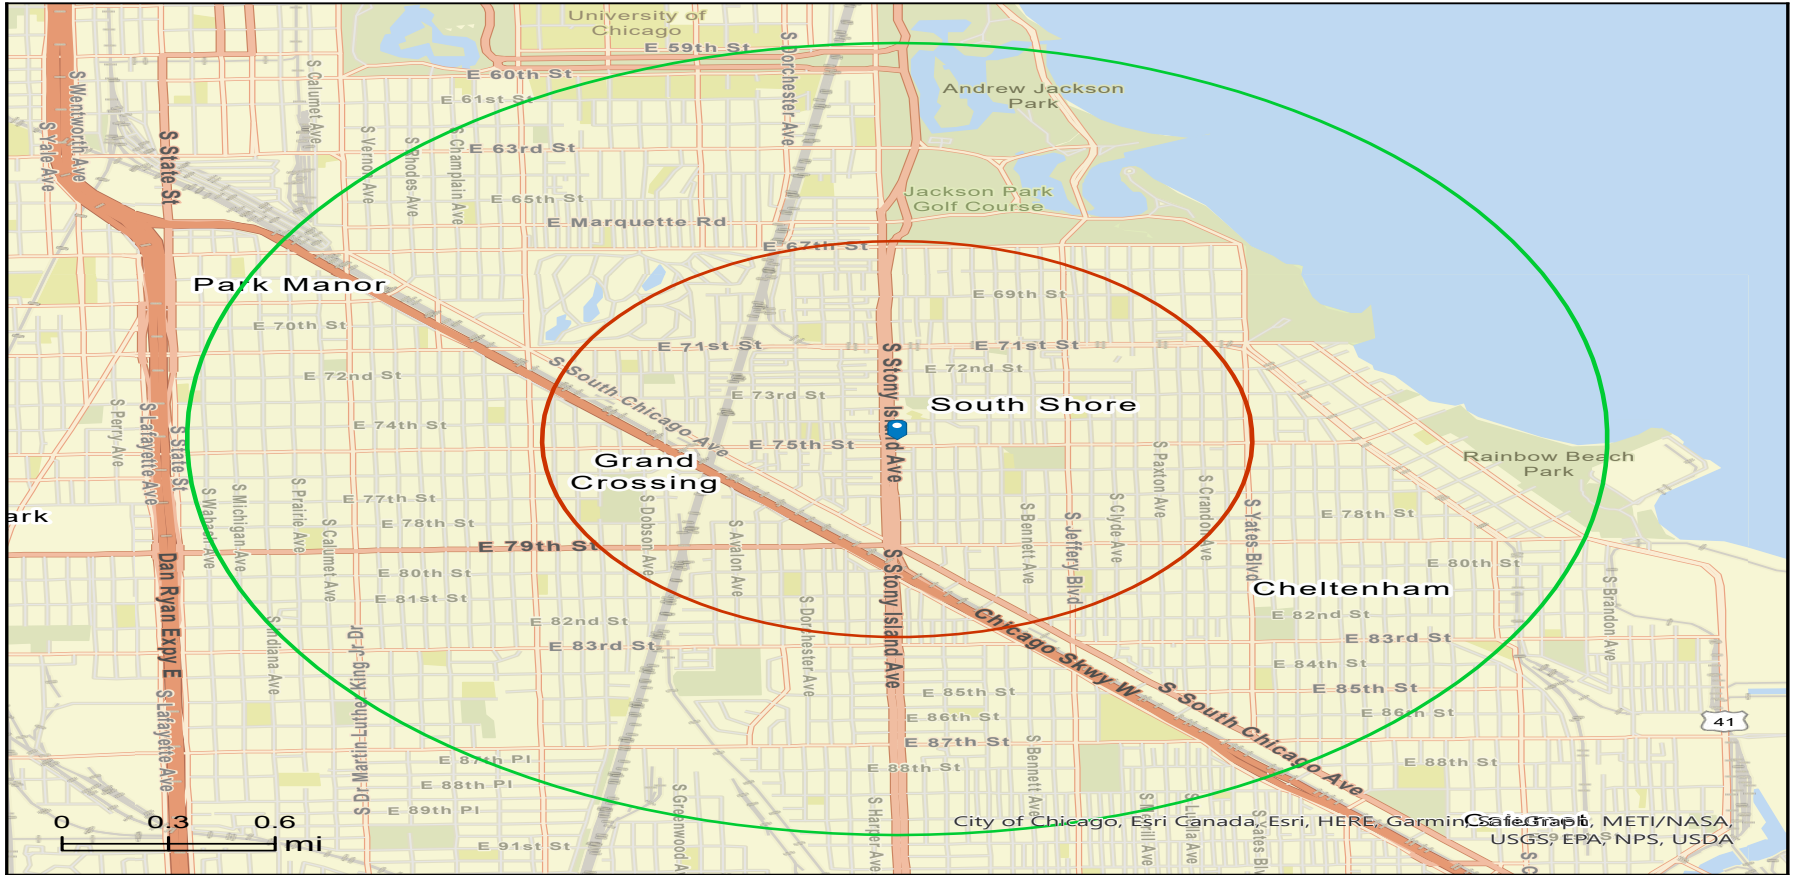 University of
Chicago
E 59th St
S Dorchester Ave
E 60th St
S Calumet Ave
S Wentworth Ave
E 61st St
Andrew Jackson
Park
S Yale Ave
S State St
S Vernon Ave
S Rhodes Ave
S Champlain Ave
E 63rd St
E 65th St
Jackson Park
Golf Course
E Marquette Rd
E 67th St
Park Manor
E 69th St
E 70th St
E 71st St
E 71st St
S South Chicago Ave
S Stony Island Ave
E 72nd St
E 72nd St
E 73rd St
South Shore
S Perry Ave
S Lafayette Ave
S State St
E 74th St
E 75th St
Grand
Crossing
S Paxton Ave
Rainbow Beach
Park
S Wabash Ave
S Michigan Ave
S Prairie Ave
E 77th St
S Dobson Ave
S Crandon Ave
S Clyde Ave
S Bennett Ave
S Jeffery Blvd
S Yates Blvd
E 78th St
ark
S Calumet Ave
E 78th St
S Avalon Ave
E 79th St
Dan Ryan Expy E
S Stony Island Ave
E 80th St
E 80th St
Cheltenham
S Brandon Ave
E 81st St
S Dorchester Ave
Chicago Skwy W
E 82nd St
E 82nd St
S Indiana Ave
S Dr Martin Luther King Jr Dr
E 83rd St
E 83rd St
E 84th St
S Lafayette Ave
E 85th St
E 85th St
S South Chicago Ave
E 86th St
E 86th St
41
E 87th St
S Bennett Ave
E 87th Pl
E 88th St
E 88th St
E 88th Pl
S Greenwood A
S Harper Ave
S Merrill Ave
S Luella Ave
S Yates Blv
E 89th Pl
0 0.3 0.6
mi
City of Chicago, Esri Canada, Esri, HERE, Garmin, SafeGraph, METI/NASA,
USGS, EPA, NPS, USDA
E 91st St